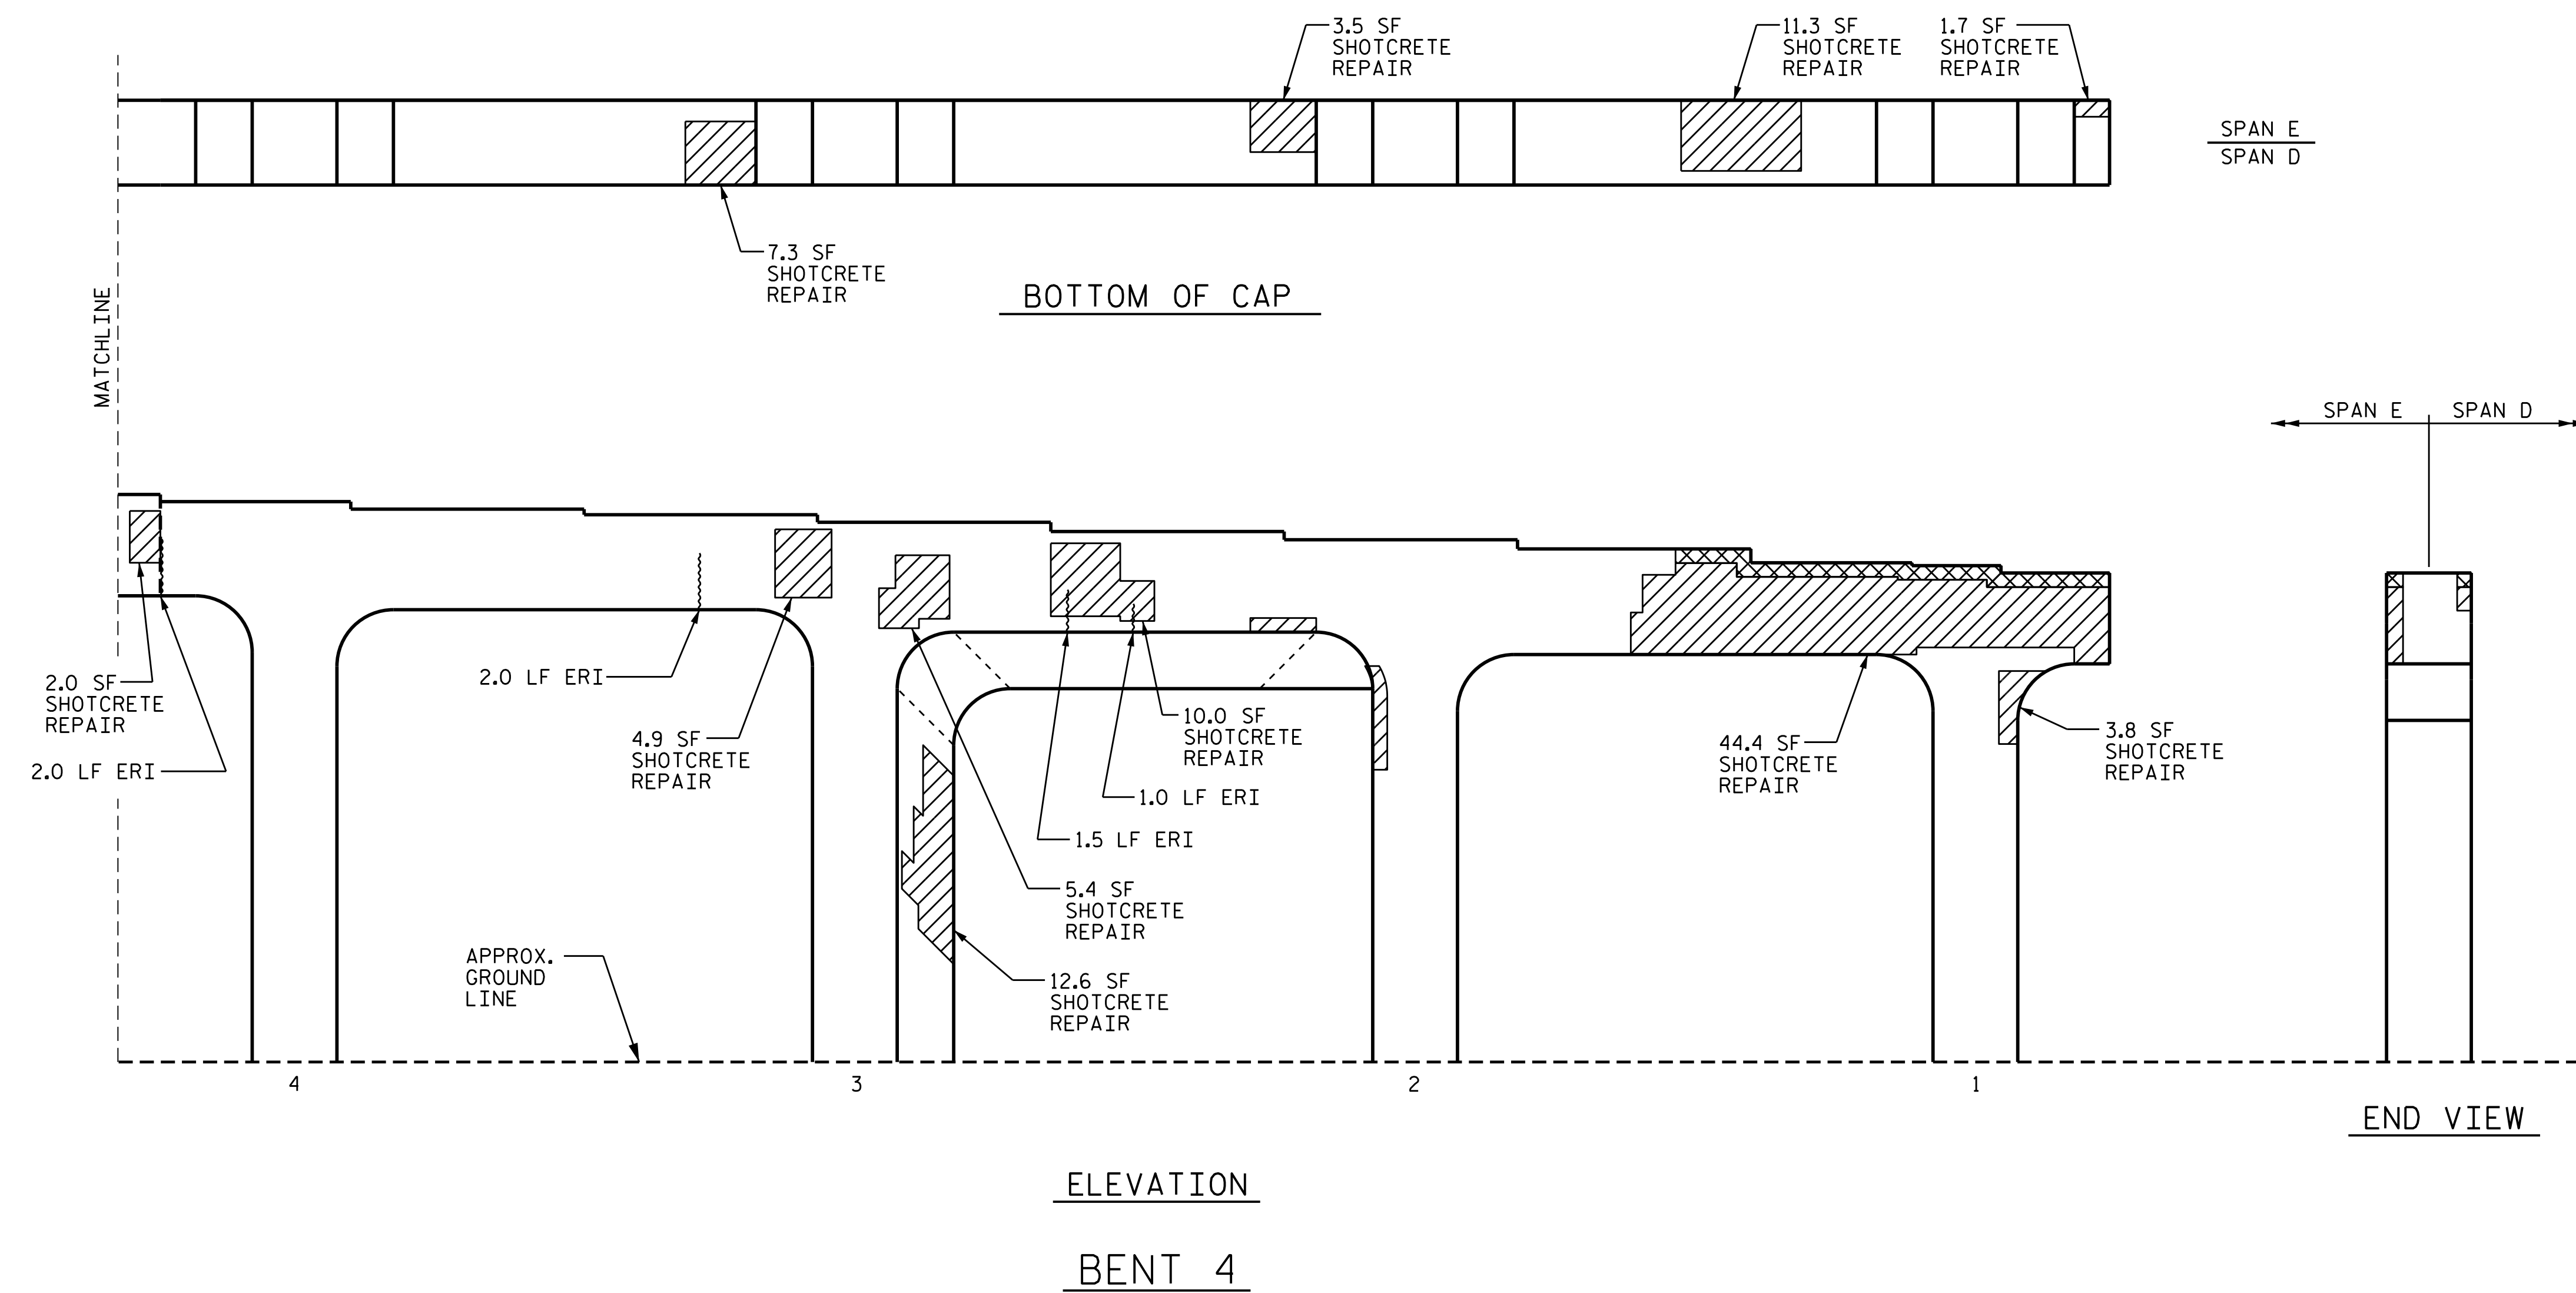 3.5 SF
SHOTCRETE
REPAIR
11.3 SF
SHOTCRETE
REPAIR
1.7 SF
SHOTCRETE
REPAIR
SPAN E
SPAN D
7.3 SF
SHOTCRETE
REPAIR
BOTTOM OF CAP
MATCHLINE
SPAN E
SPAN D
2.0 SF
SHOTCRETE
REPAIR
2.0 LF ERI
2.0 LF ERI
4.9 SF
SHOTCRETE
REPAIR
10.0 SF
SHOTCRETE
REPAIR
1.0 LF ERI
1.5 LF ERI
5.4 SF
SHOTCRETE
REPAIR
12.6 SF
SHOTCRETE
REPAIR
44.4 SF
SHOTCRETE
REPAIR
3.8 SF
SHOTCRETE
REPAIR
APPROX.
GROUND
LINE
4
3
2
1
END VIEW
ELEVATION
BENT 4